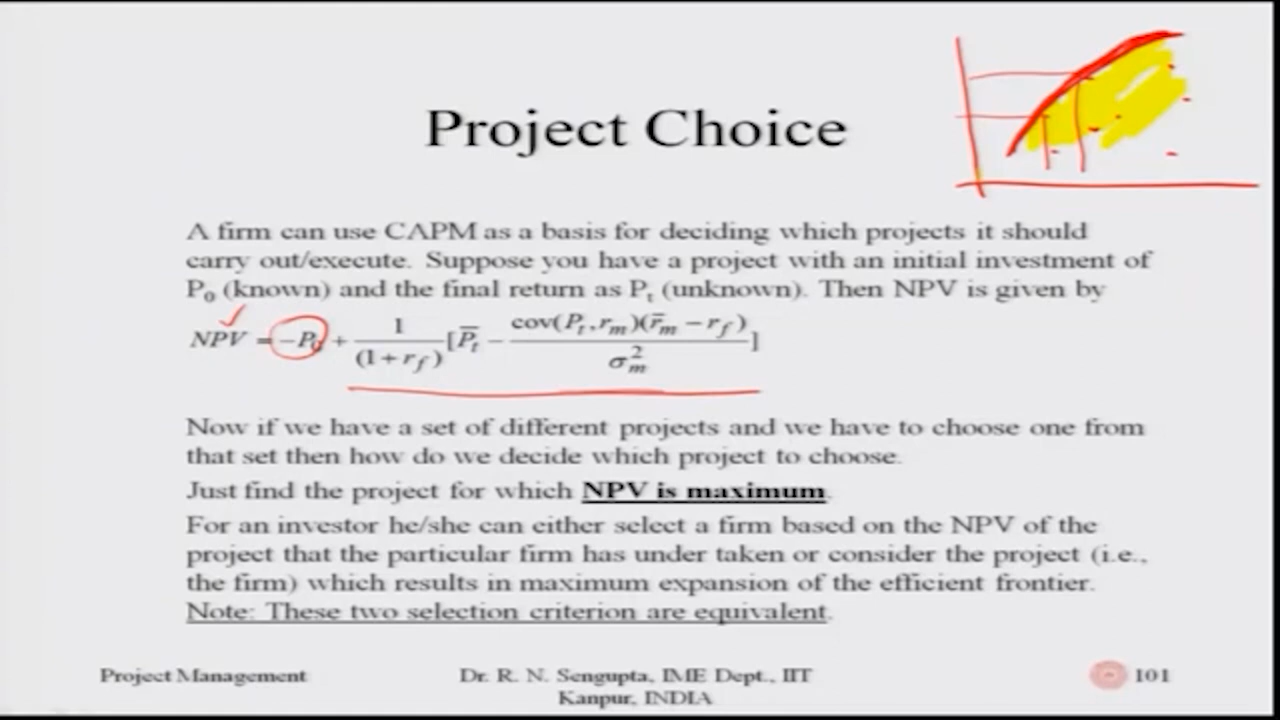 Project Choice
A firm can use CAPM as a basis for deciding which projects it should
carry out/execute. Suppose you have a project with an initial investment of
P₀ (known) and the final return as Pₜ (unknown). Then NPV is given by
NPV = −P₀ + 1/(1+r_f) [P̄ₜ − cov(Pₜ,r_m)(r̄_m − r_f)/σ²_m]
Now if we have a set of different projects and we have to choose one from
that set then how do we decide which project to choose.
Just find the project for which NPV is maximum.
For an investor he/she can either select a firm based on the NPV of the
project that the particular firm has under taken or consider the project (i.e.,
the firm) which results in maximum expansion of the efficient frontier.
Note: These two selection criterion are equivalent.
Project Management
Dr. R. N. Sengupta, IME Dept., IIT
Kanpur, INDIA
101